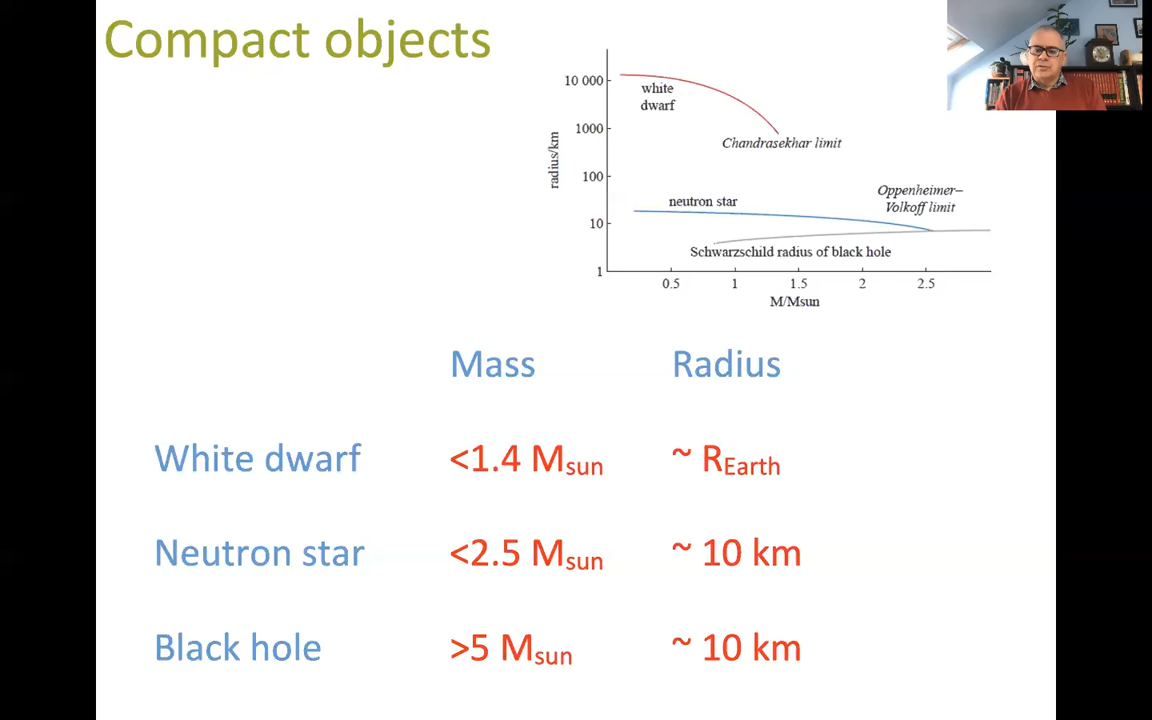 Compact objects
10 000
white
dwarf
1000
Chandrasekhar limit
radius/km
100
Oppenheimer–
Volkoff limit
neutron star
10
Schwarzschild radius of black hole
1
0.5 1 1.5 2 2.5
M/Msun
Mass Radius
White dwarf <1.4 Msun ~ REarth
Neutron star <2.5 Msun ~ 10 km
Black hole >5 Msun ~ 10 km